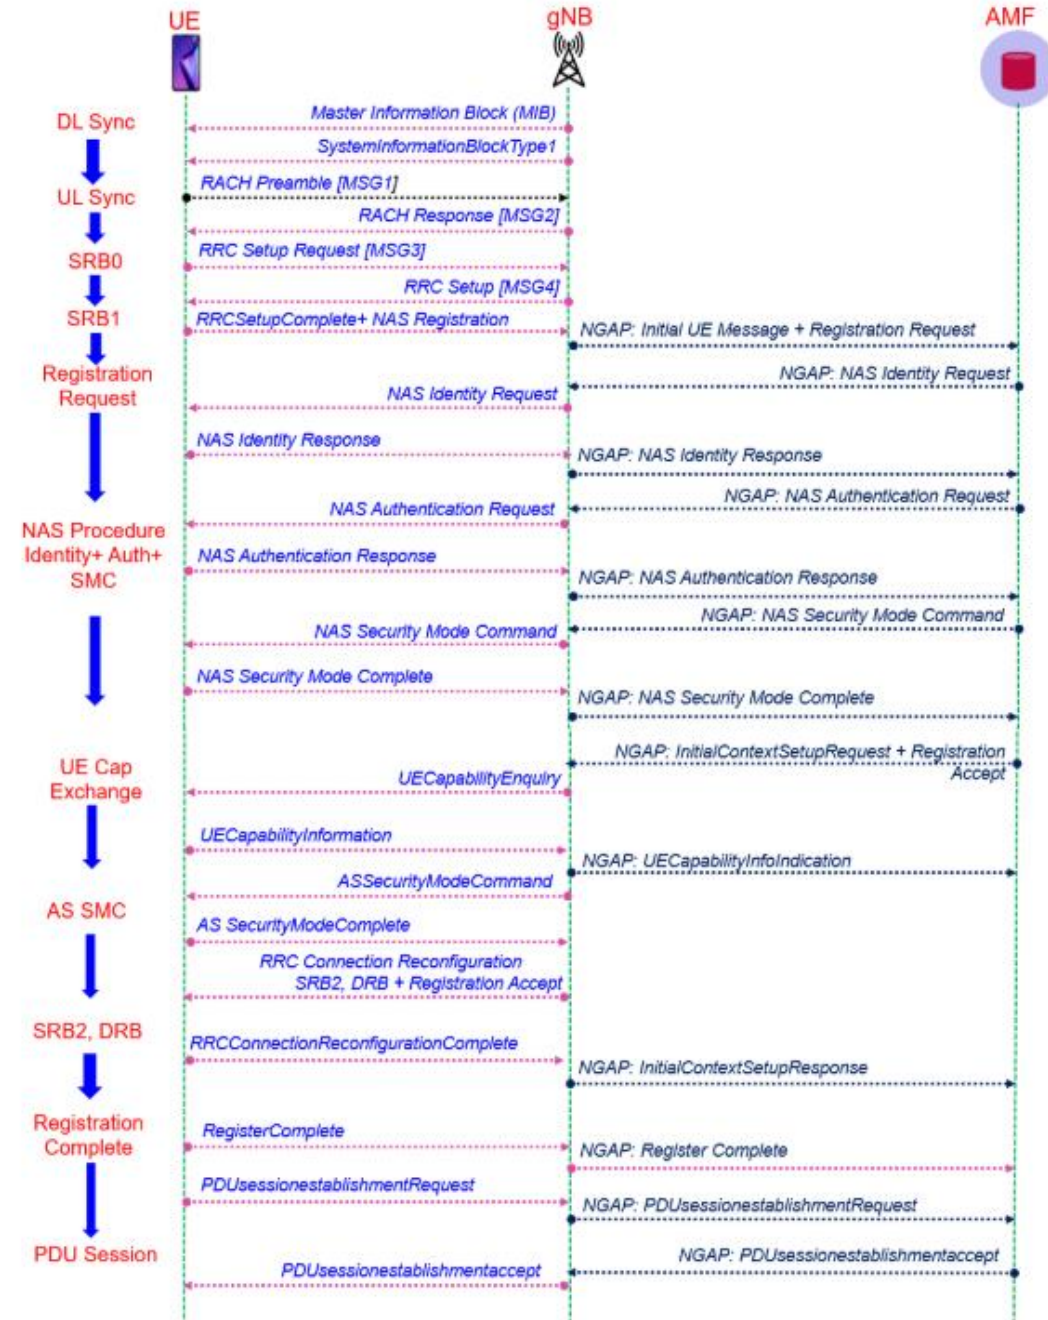 UE
gNB
AMF
DL Sync
Master Information Block (MIB)
SystemInformationBlockType1
UL Sync
RACH Preamble [MSG1]
RACH Response [MSG2]
SRB0
RRC Setup Request [MSG3]
RRC Setup [MSG4]
SRB1
RRCSetupComplete+ NAS Registration
NGAP: Initial UE Message + Registration Request
Registration
Request
NGAP: NAS Identity Request
NAS Identity Request
NAS Identity Response
NGAP: NAS Identity Response
NGAP: NAS Authentication Request
NAS Authentication Request
NAS Procedure
Identity+ Auth+
SMC
NAS Authentication Response
NGAP: NAS Authentication Response
NGAP: NAS Security Mode Command
NAS Security Mode Command
NAS Security Mode Complete
NGAP: NAS Security Mode Complete
NGAP: InitialContextSetupRequest + Registration
Accept
UE Cap
Exchange
UECapabilityEnquiry
UECapabilityInformation
NGAP: UECapabilityInfoIndication
ASSecurityModeCommand
AS SMC
AS SecurityModeComplete
RRC Connection Reconfiguration
SRB2, DRB + Registration Accept
SRB2, DRB
RRCConnectionReconfigurationComplete
NGAP: InitialContextSetupResponse
Registration
Complete
RegisterComplete
NGAP: Register Complete
PDUsessionestablishmentRequest
NGAP: PDUsessionestablishmentRequest
PDU Session
NGAP: PDUsessionestablishmentaccept
PDUsessionestablishmentaccept